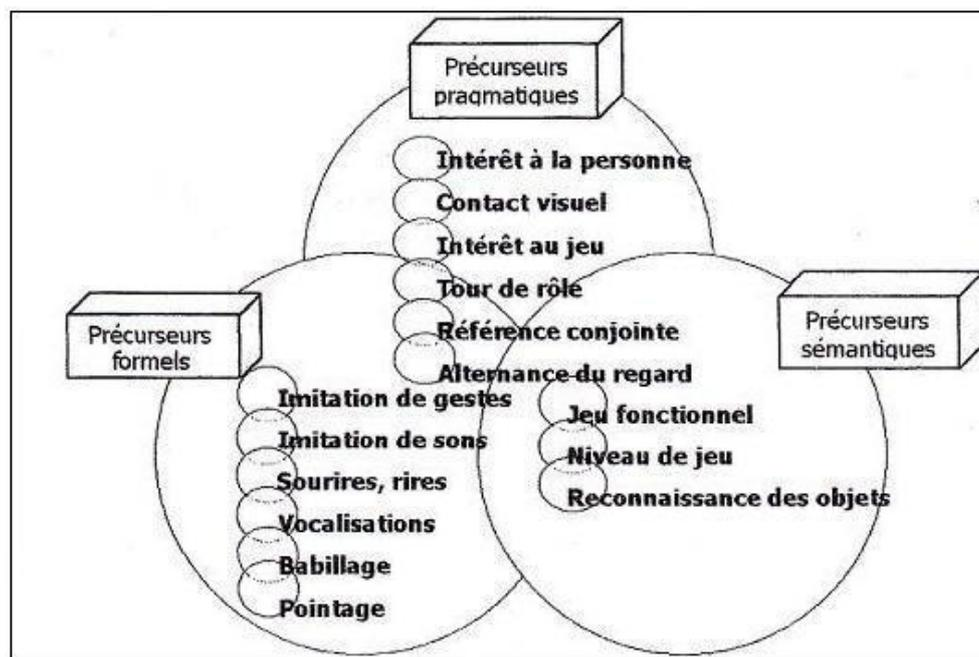 Précurseurs
pragmatiques
Intérêt à la personne
Contact visuel
Intérêt au jeu
Tour de rôle
Référence conjointe
Alternance du regard
Précurseurs
formels
Imitation de gestes
Imitation de sons
Sourires, rires
Vocalisations
Babillage
Pointage
Précurseurs
sémantiques
Jeu fonctionnel
Niveau de jeu
Reconnaissance des objets